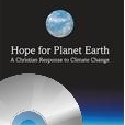 Hope for Planet Earth
A Christian Response to Climate Change